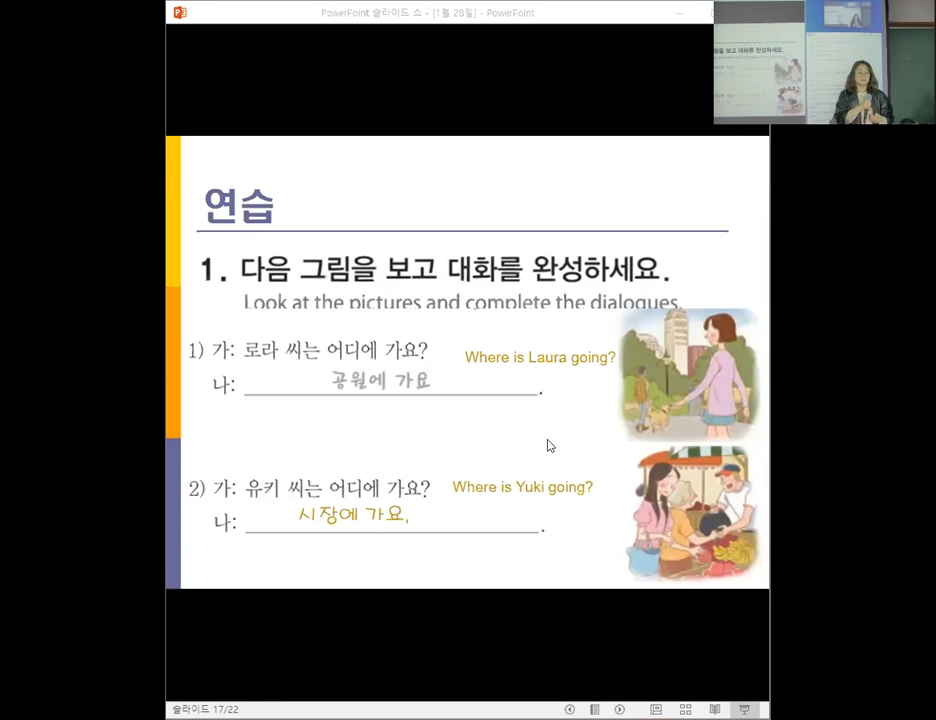 PowerPoint 슬라이드 쇼 - [1월 28일] - PowerPoint
연습
1. 다음 그림을 보고 대화를 완성하세요.
Look at the pictures and complete the dialogues.
1) 가: 로라 씨는 어디에 가요?
Where is Laura going?
나: 공원에 가요.
2) 가: 유키 씨는 어디에 가요?
Where is Yuki going?
나: 시장에 가요. .
슬라이드 17/22